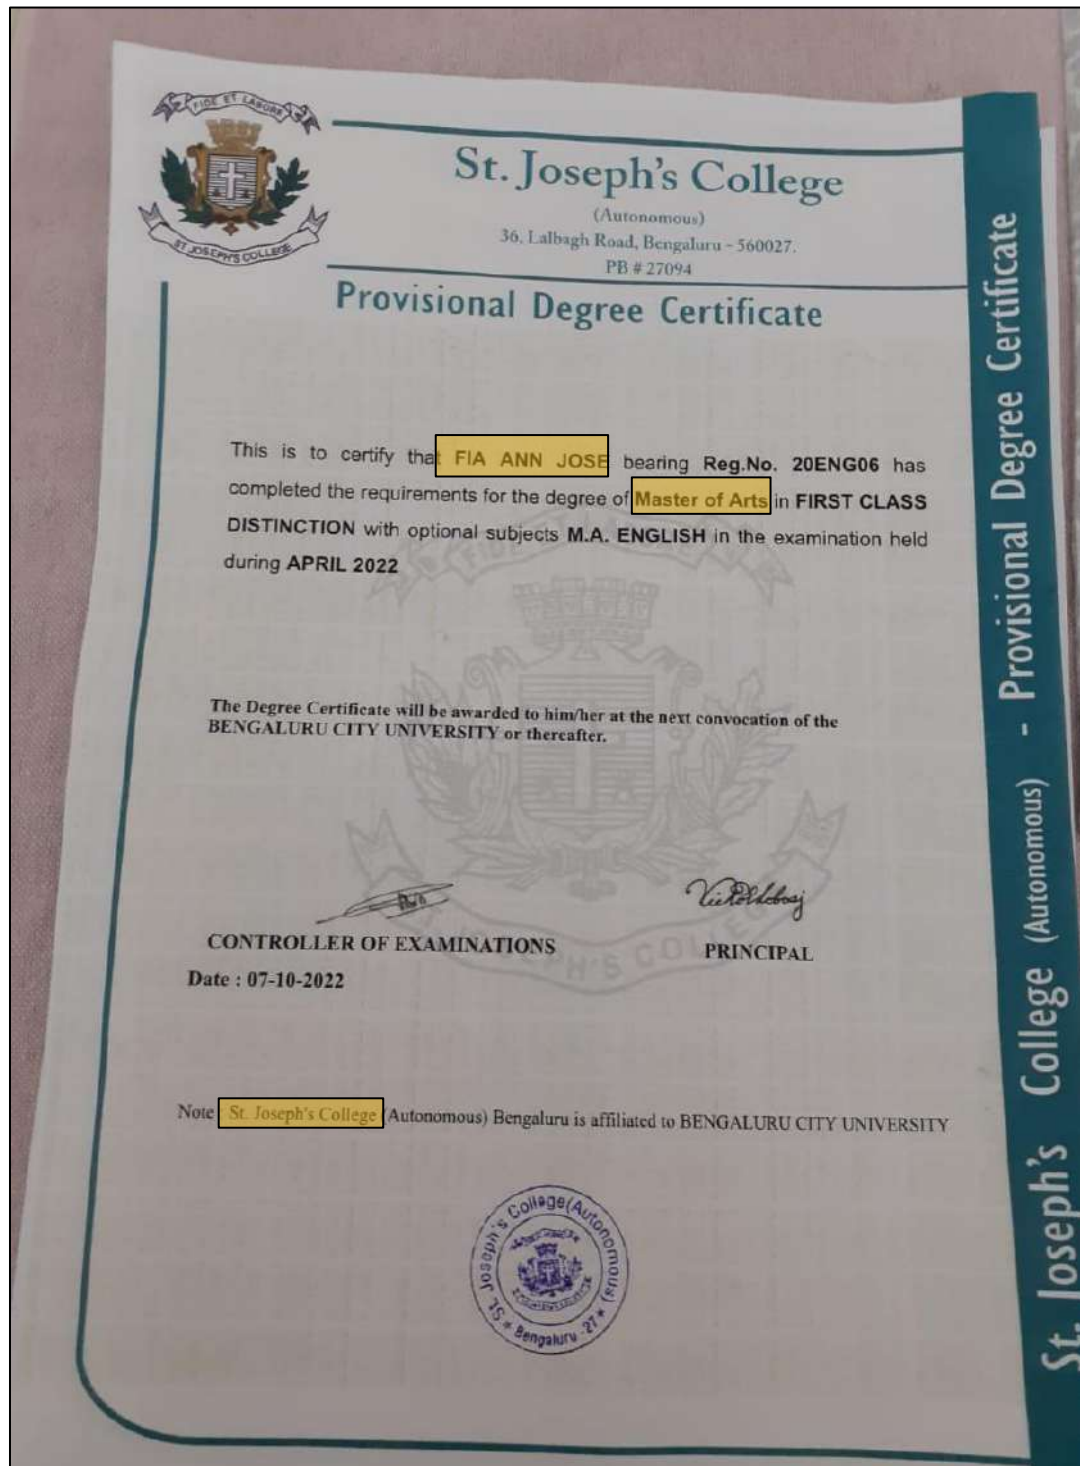 FIDE ET LABORE
ST JOSEPH'S COLLEGE
St. Joseph's College
(Autonomous)
36, Lalbagh Road, Bengaluru - 560027.
PB # 27094
Provisional Degree Certificate
This is to certify that FIA ANN JOSE bearing Reg.No. 20ENG06 has
completed the requirements for the degree of Master of Arts in FIRST CLASS
DISTINCTION with optional subjects M.A. ENGLISH in the examination held
during APRIL 2022
The Degree Certificate will be awarded to him/her at the next convocation of the
BENGALURU CITY UNIVERSITY or thereafter.
CONTROLLER OF EXAMINATIONS
PRINCIPAL
Date : 07-10-2022
Note St. Joseph's College (Autonomous) Bengaluru is affiliated to BENGALURU CITY UNIVERSITY
St. Joseph's College (Autonomous) * Bengaluru - 27 *
St. Joseph's College (Autonomous) - Provisional Degree Certificate